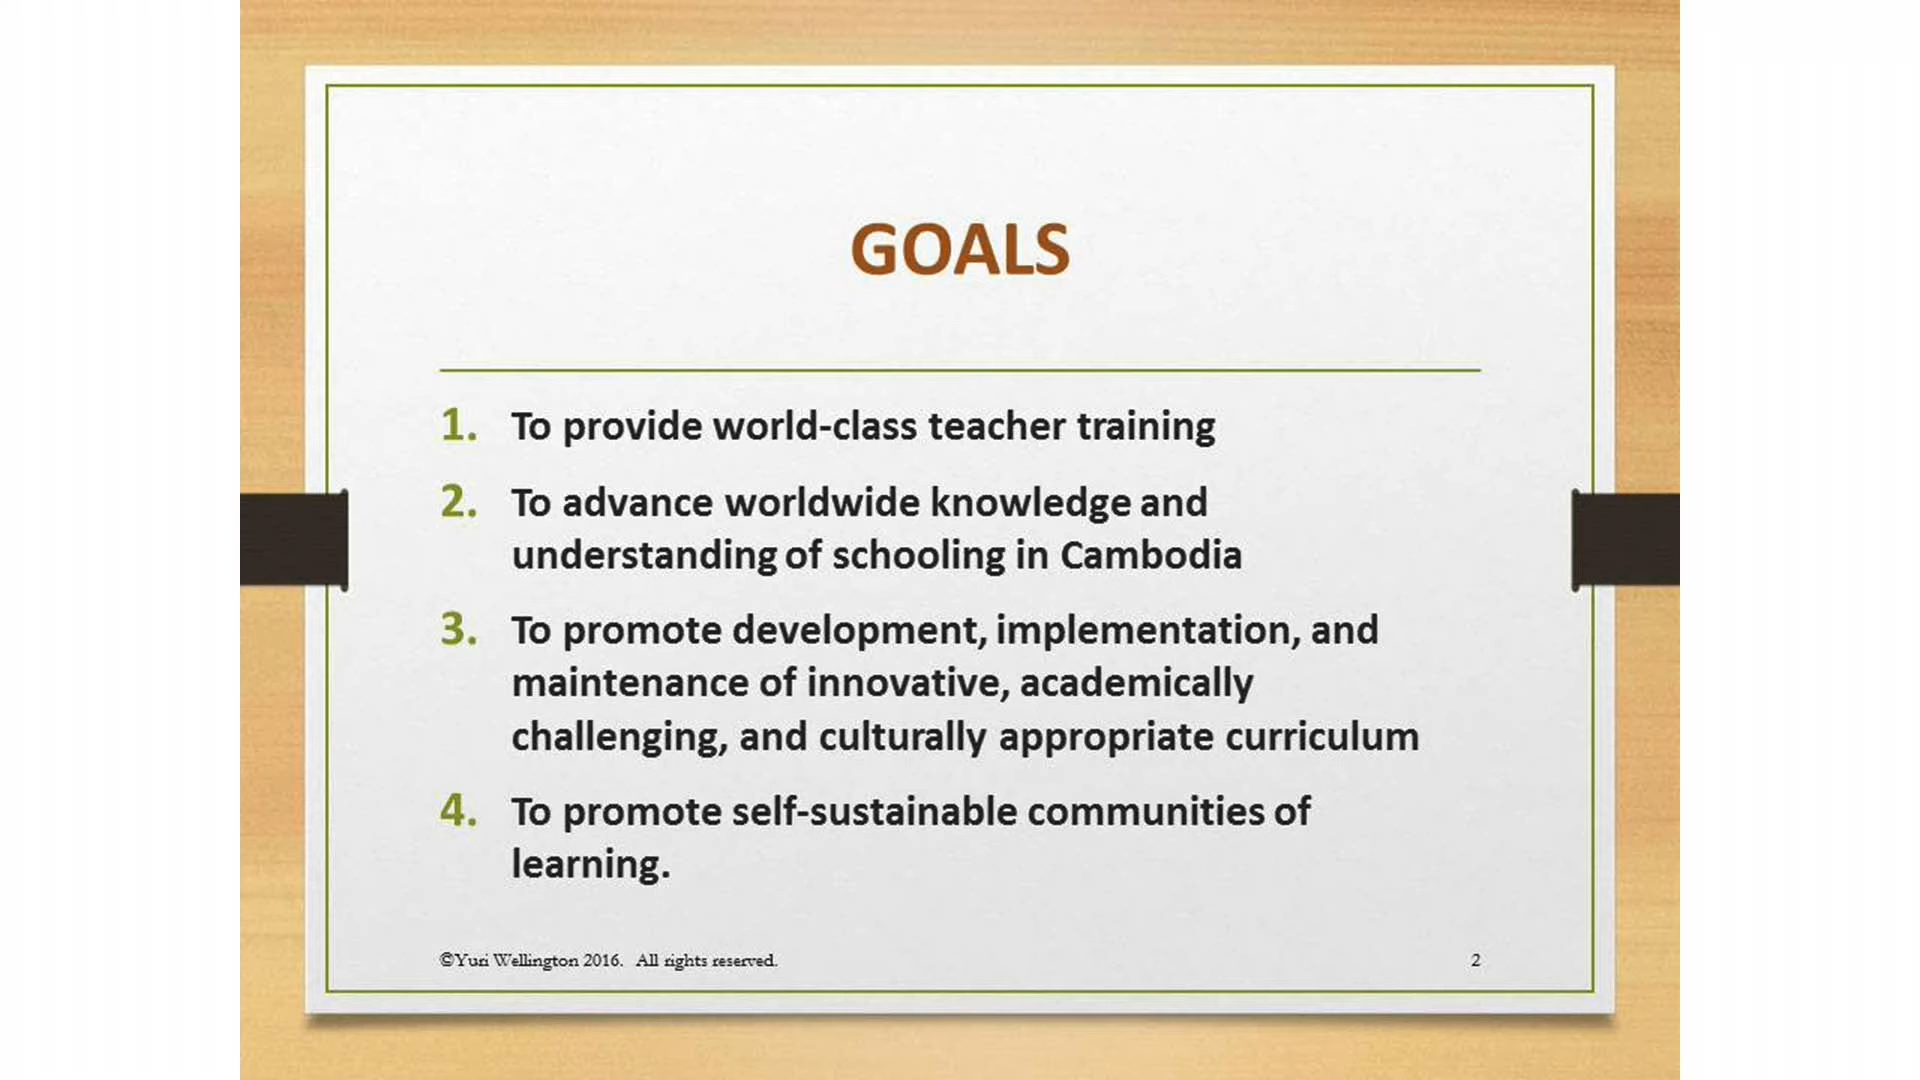 GOALS
1. To provide world-class teacher training
2. To advance worldwide knowledge and
understanding of schooling in Cambodia
3. To promote development, implementation, and
maintenance of innovative, academically
challenging, and culturally appropriate curriculum
4. To promote self-sustainable communities of
learning.
©Yuri Wellington 2016. All rights reserved. 2